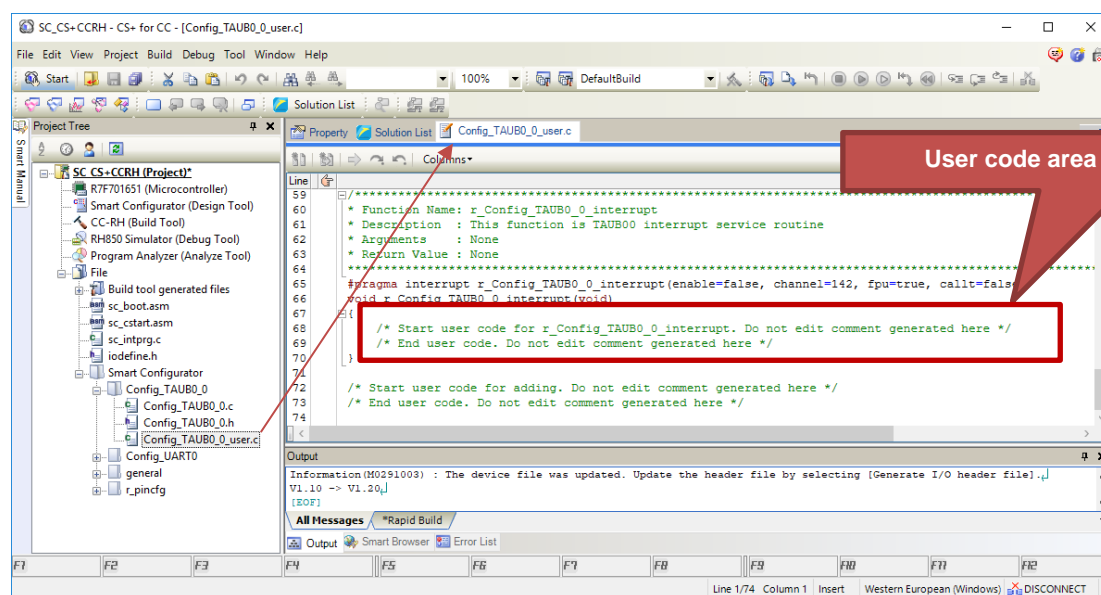 SC_CS+CCRH - CS+ for CC - [Config_TAUB0_0_user.c]
File Edit View Project Build Debug Tool Window Help
Start 100% DefaultBuild
Solution List
Project Tree
Smart Manual
Property Solution List Config_TAUB0_0_user.c
Columns
User code area
Line
SC_CS+CCRH (Project)*
R7F701651 (Microcontroller)
Smart Configurator (Design Tool)
CC-RH (Build Tool)
RH850 Simulator (Debug Tool)
Program Analyzer (Analyze Tool)
File
Build tool generated files
sc_boot.asm
sc_cstart.asm
sc_intprg.c
iodefine.h
Smart Configurator
Config_TAUB0_0
Config_TAUB0_0.c
Config_TAUB0_0.h
Config_TAUB0_0_user.c
Config_UART0
general
r_pincfg
59 /**********************************************************************
60 * Function Name: r_Config_TAUB0_0_interrupt
61 * Description : This function is TAUB00 interrupt service routine
62 * Arguments : None
63 * Return Value : None
64 **********************************************************************
65 #pragma interrupt r_Config_TAUB0_0_interrupt(enable=false, channel=142, fpu=true, callt=fals
66 void r_Config_TAUB0_0_interrupt(void)
67 {
68 /* Start user code for r_Config_TAUB0_0_interrupt. Do not edit comment generated here */
69 /* End user code. Do not edit comment generated here */
70 }
71
72 /* Start user code for adding. Do not edit comment generated here */
73 /* End user code. Do not edit comment generated here */
74
Output
Information(M0291003) : The device file was updated. Update the header file by selecting [Generate I/O header file].
V1.10 -> V1.20
[EOF]
All Messages *Rapid Build
Output Smart Browser Error List
F1 F2 F3 F4 F5 F6 F7 F8 F9 F10 F11 F12
Line 1/74 Column 1 Insert Western European (Windows) DISCONNECT